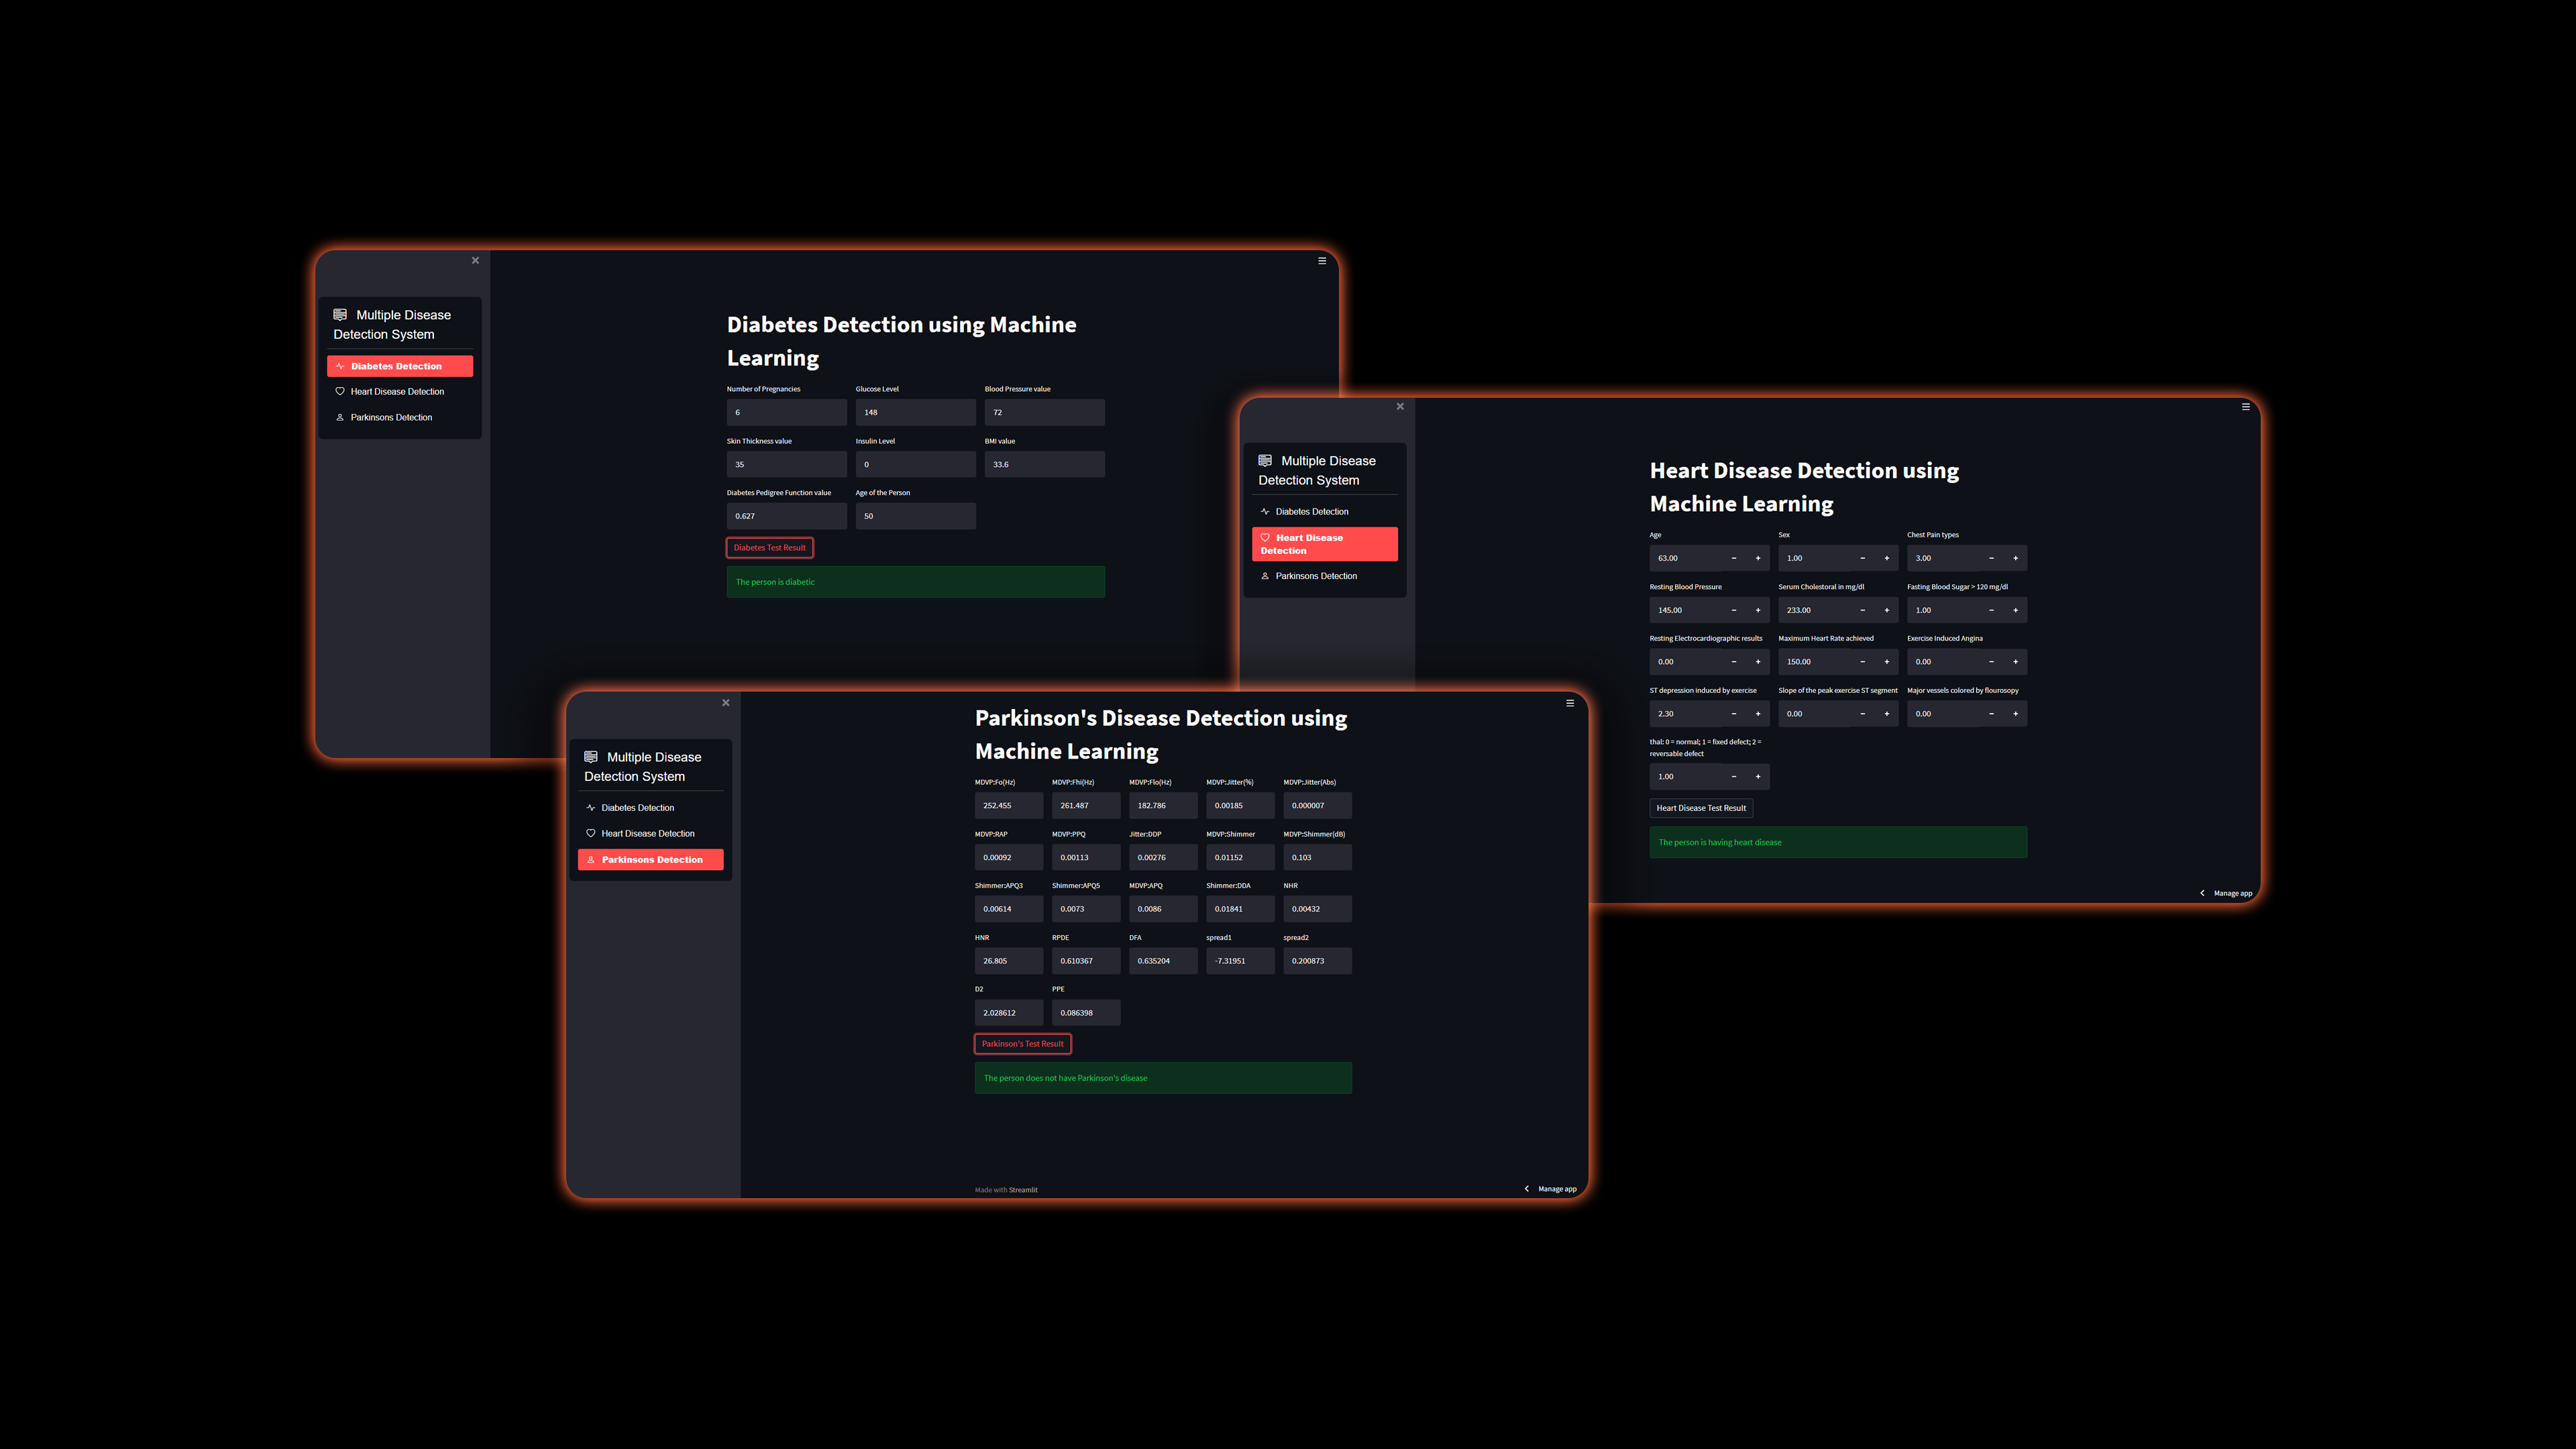 Multiple Disease
Detection System
Diabetes Detection
Heart Disease Detection
Parkinsons Detection
Diabetes Detection using Machine
Learning
Number of Pregnancies Glucose Level Blood Pressure value
6 148 72
Skin Thickness value Insulin Level BMI value
35 0 33.6
Diabetes Pedigree Function value Age of the Person
0.627 50
Diabetes Test Result
The person is diabetic
Multiple Disease
Detection System
Diabetes Detection
Heart Disease
Detection
Parkinsons Detection
Heart Disease Detection using
Machine Learning
Age Sex Chest Pain types
63.00 − + 1.00 − + 3.00 − +
Resting Blood Pressure Serum Cholestoral in mg/dl Fasting Blood Sugar > 120 mg/dl
145.00 − + 233.00 − + 1.00 − +
Resting Electrocardiographic results Maximum Heart Rate achieved Exercise Induced Angina
0.00 − + 150.00 − + 0.00 − +
ST depression induced by exercise Slope of the peak exercise ST segment Major vessels colored by flourosopy
2.30 − + 0.00 − + 0.00 − +
thal: 0 = normal; 1 = fixed defect; 2 =
reversable defect
1.00 − +
Heart Disease Test Result
The person is having heart disease
Manage app
Multiple Disease
Detection System
Diabetes Detection
Heart Disease Detection
Parkinsons Detection
Parkinson's Disease Detection using
Machine Learning
MDVP:Fo(Hz) MDVP:Fhi(Hz) MDVP:Flo(Hz) MDVP:Jitter(%) MDVP:Jitter(Abs)
252.455 261.487 182.786 0.00185 0.000007
MDVP:RAP MDVP:PPQ Jitter:DDP MDVP:Shimmer MDVP:Shimmer(dB)
0.00092 0.00113 0.00276 0.01152 0.103
Shimmer:APQ3 Shimmer:APQ5 MDVP:APQ Shimmer:DDA NHR
0.00614 0.0073 0.0086 0.01841 0.00432
HNR RPDE DFA spread1 spread2
26.805 0.610367 0.635204 -7.31951 0.200873
D2 PPE
2.028612 0.086398
Parkinson's Test Result
The person does not have Parkinson's disease
Made with Streamlit
Manage app